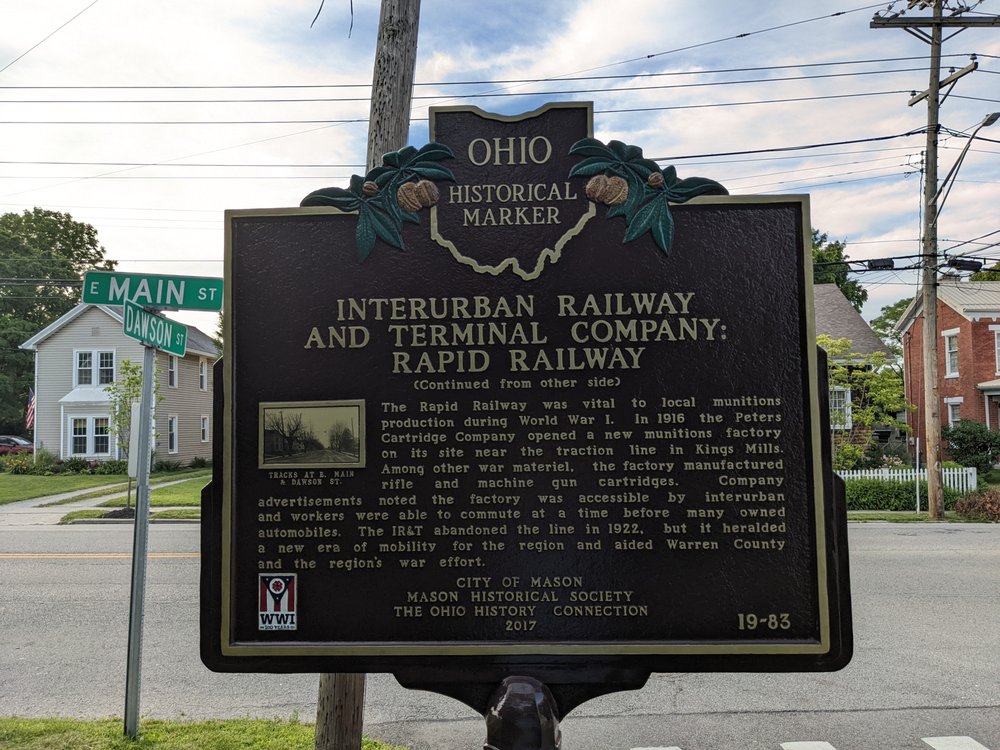 OHIO
HISTORICAL
MARKER
E MAIN ST
DAWSON ST
INTERURBAN RAILWAY
AND TERMINAL COMPANY:
RAPID RAILWAY
(Continued from other side)
The Rapid Railway was vital to local munitions
production during World War I. In 1916 the Peters
Cartridge Company opened a new munitions factory
on its site near the traction line in Kings Mills.
Among other war materiel, the factory manufactured
rifle and machine gun cartridges. Company
advertisements noted the factory was accessible by interurban
and workers were able to commute at a time before many owned
automobiles. The IR&T abandoned the line in 1922, but it heralded
a new era of mobility for the region and aided Warren County
and the region's war effort.
TRACKS AT E. MAIN
& DAWSON ST.
WWI
100 YEARS
CITY OF MASON
MASON HISTORICAL SOCIETY
THE OHIO HISTORY CONNECTION
2017
19-83